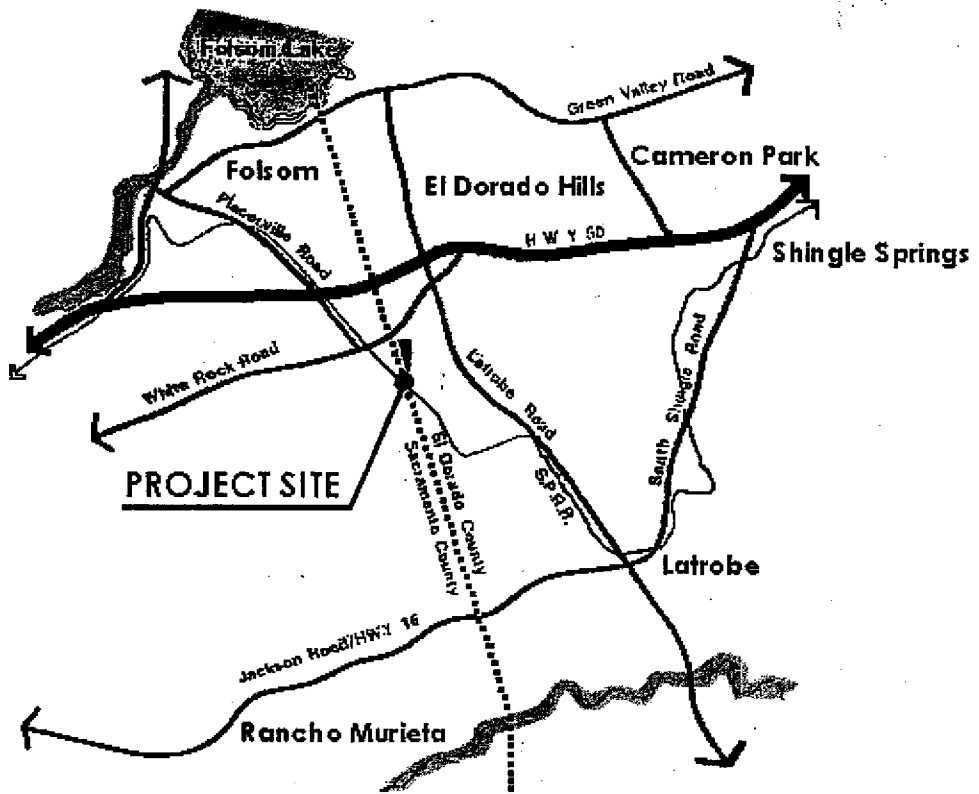 Folsom Lake
Green Valley Road
Cameron Park
Folsom
El Dorado Hills
Placerville Road
HWY 50
Shingle Springs
White Rock Road
Latrobe Road
South Shingle Road
PROJECT SITE
El Dorado County
Sacramento County
S.P.R.R.
Latrobe
Jackson Road/HWY 16
Rancho Murieta